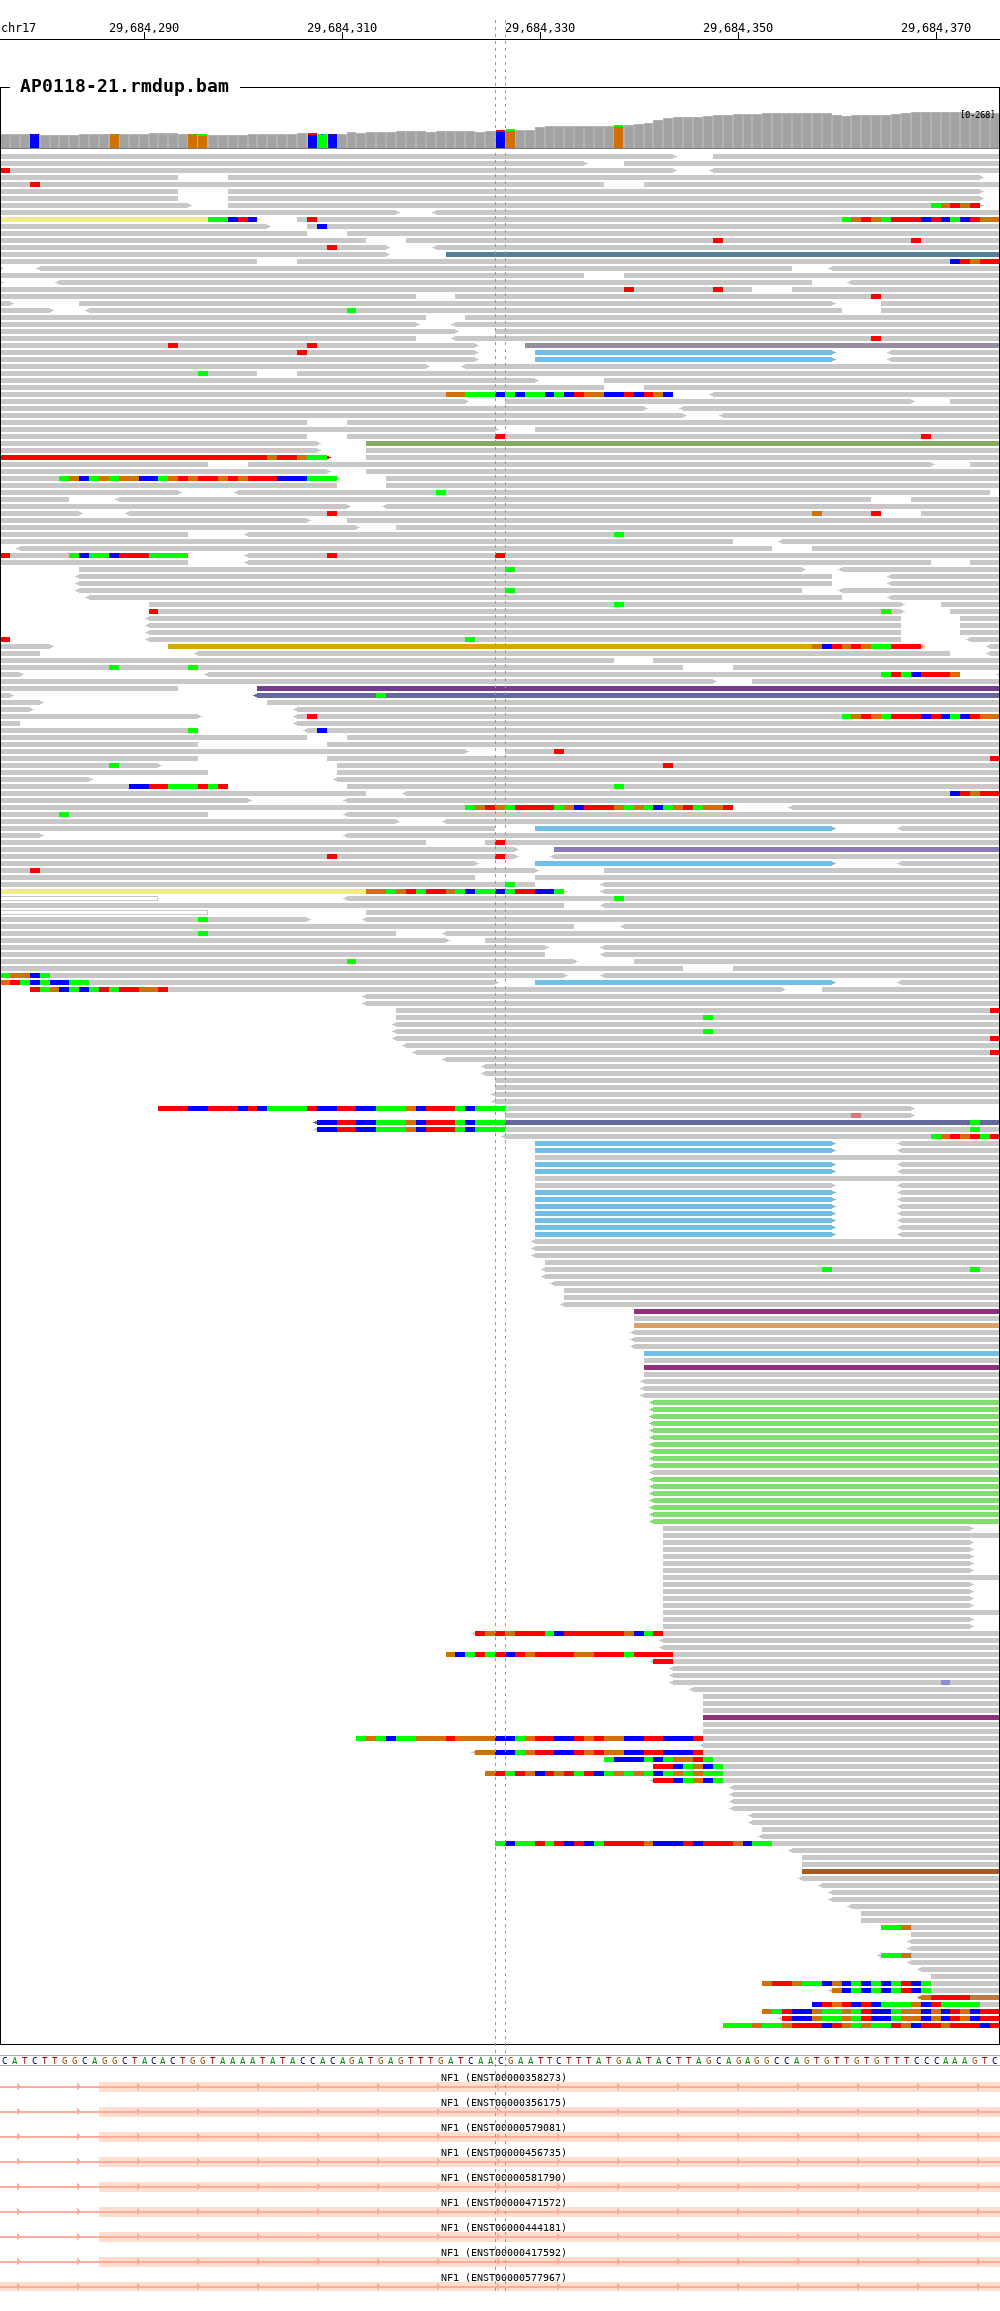 chr17 29,684,290 29,684,310 29,684,330 29,684,350 29,684,370
AP0118-21.rmdup.bam
[0-268]
CATCTTGGCAGGCTACACTGGTAAAATATACCACAGATGAGTTTGATCAACGAATTCTTTATGAATACTTAGCAGAGGCCAGTGTTGTGTTTCCCAAAGTC
NF1 (ENST00000358273)
NF1 (ENST00000356175)
NF1 (ENST00000579081)
NF1 (ENST00000456735)
NF1 (ENST00000581790)
NF1 (ENST00000471572)
NF1 (ENST00000444181)
NF1 (ENST00000417592)
NF1 (ENST00000577967)